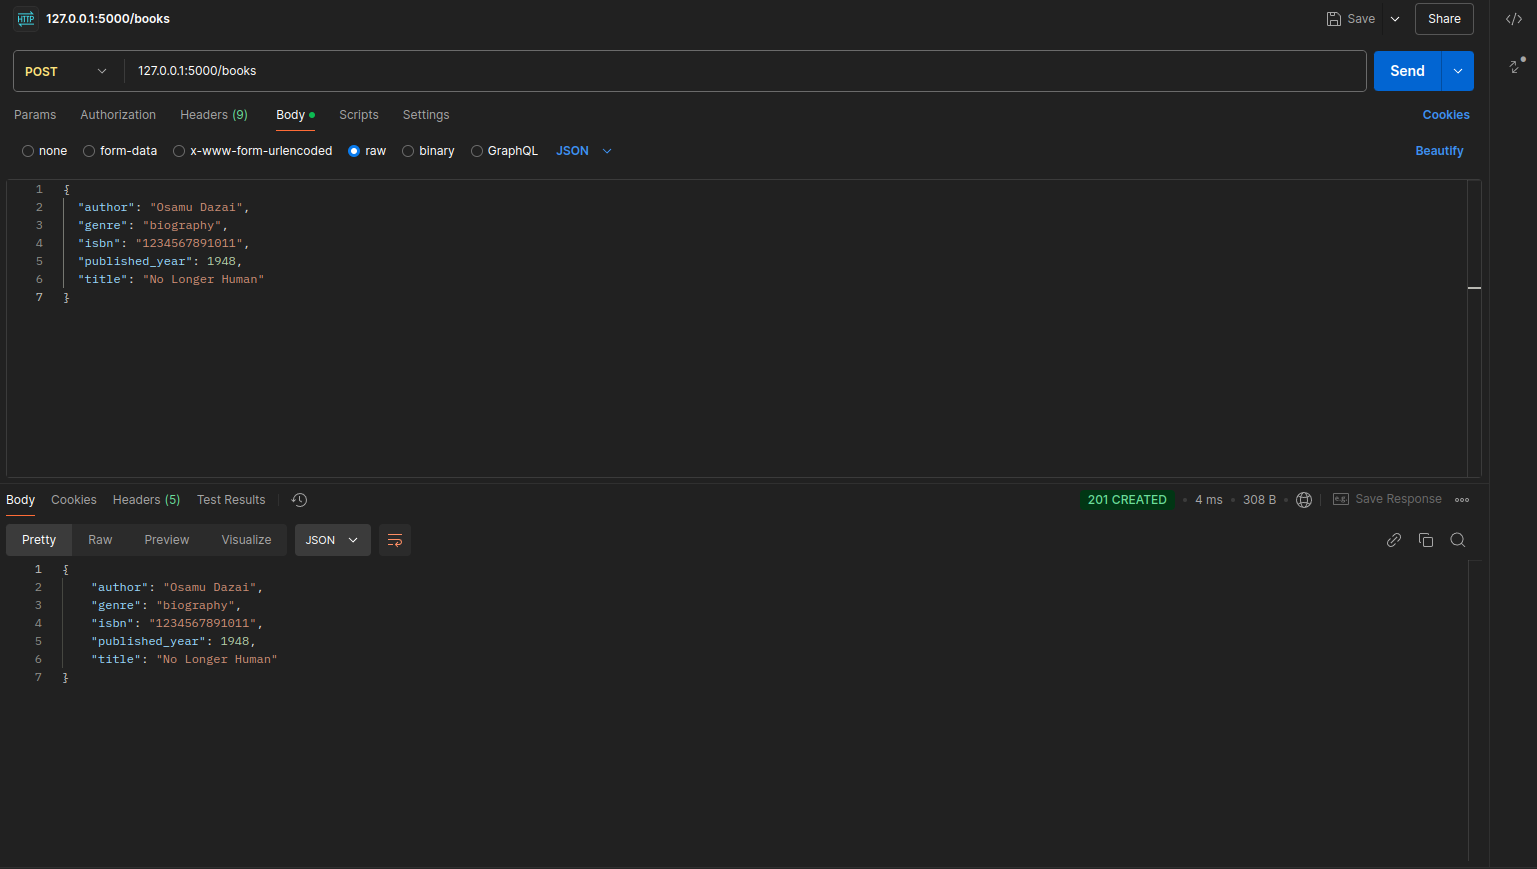 HTTP 127.0.0.1:5000/books Save Share
POST 127.0.0.1:5000/books Send
Params Authorization Headers (9) Body Scripts Settings Cookies
none form-data x-www-form-urlencoded raw binary GraphQL JSON Beautify
1 {
2 "author": "Osamu Dazai",
3 "genre": "biography",
4 "isbn": "1234567891011",
5 "published_year": 1948,
6 "title": "No Longer Human"
7 }
Body Cookies Headers (5) Test Results 201 CREATED 4 ms 308 B e.g. Save Response
Pretty Raw Preview Visualize JSON
1 {
2 "author": "Osamu Dazai",
3 "genre": "biography",
4 "isbn": "1234567891011",
5 "published_year": 1948,
6 "title": "No Longer Human"
7 }